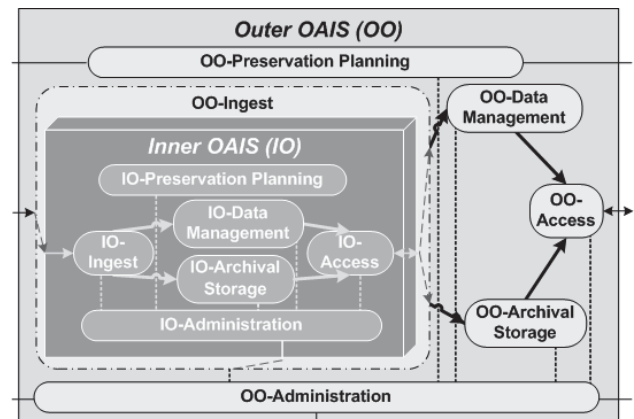 Outer OAIS (OO)
OO-Preservation Planning
OO-Ingest
OO-Data
Management
Inner OAIS (IO)
IO-Preservation Planning
IO-Data
Management
IO-
Ingest
IO-
Access
IO-Archival
Storage
OO-
Access
IO-Administration
OO-Archival
Storage
OO-Administration